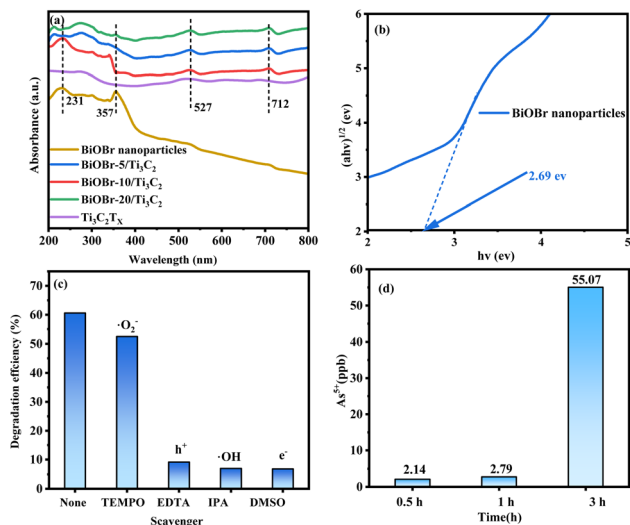 (a)
Absorbance (a.u.)
231
357
527
712
BiOBr nanoparticles
BiOBr-5/Ti₃C₂
BiOBr-10/Ti₃C₂
BiOBr-20/Ti₃C₂
Ti₃C₂Tₓ
200 300 400 500 600 700 800
Wavelength (nm)
(b)
(ahv)¹/² (ev)
6
5
4
3
2
BiOBr nanoparticles
2.69 ev
2 3 4 5
hv (ev)
(c)
Degradation effciency (%)
80
70
60
50
40
30
20
10
0
·O₂⁻
h⁺
·OH
e⁻
None TEMPO EDTA IPA DMSO
Scavenger
(d)
As⁵⁺(ppb)
60
50
40
30
20
10
0
2.14
2.79
55.07
0.5 h 1 h 3 h
Time(h)